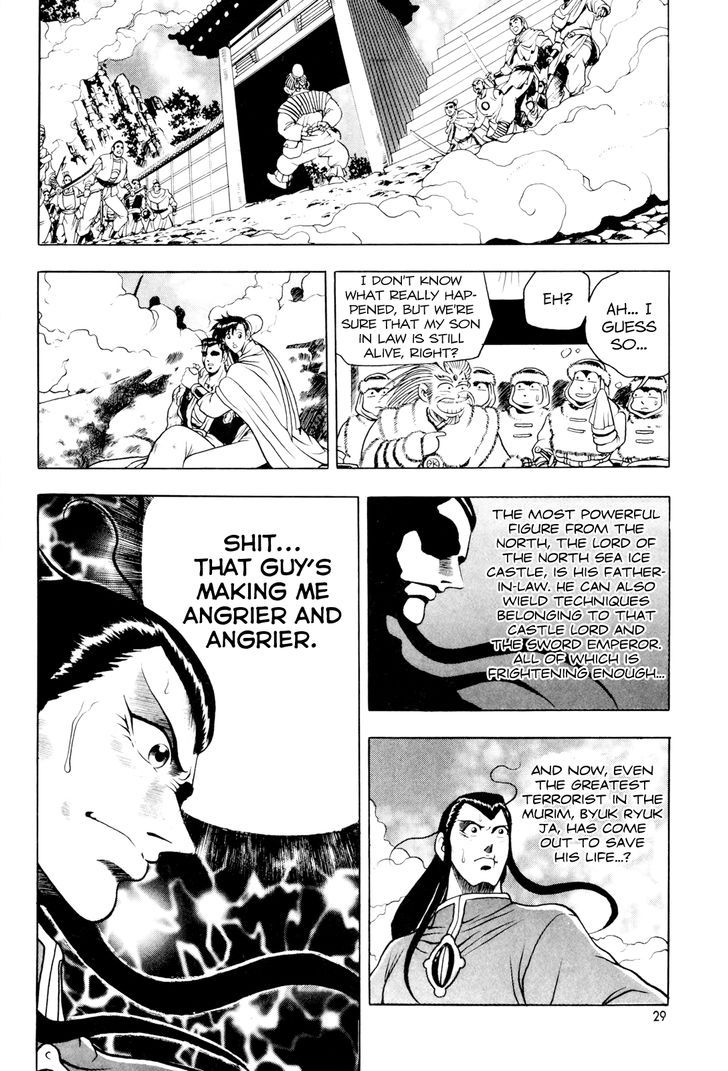 I DON'T KNOW
WHAT REALLY HAP-
PENED, BUT WE'RE
SURE THAT MY SON
IN LAW IS STILL
ALIVE, RIGHT?
EH?
AH... I
GUESS
SO...
PK
SHIT...
THAT GUY'S
MAKING ME
ANGRIER AND
ANGRIER.
THE MOST POWERFUL
FIGURE FROM THE
NORTH, THE LORD OF
THE NORTH SEA ICE
CASTLE, IS HIS FATHER-
IN-LAW. HE CAN ALSO
WIELD TECHNIQUES
BELONGING TO THAT
CASTLE LORD AND
THE SWORD EMPEROR.
ALL OF WHICH IS
FRIGHTENING ENOUGH...
AND NOW, EVEN
THE GREATEST
TERRORIST IN THE
MURIM, BYUK RYUK
JA, HAS COME
OUT TO SAVE
HIS LIFE...?
29